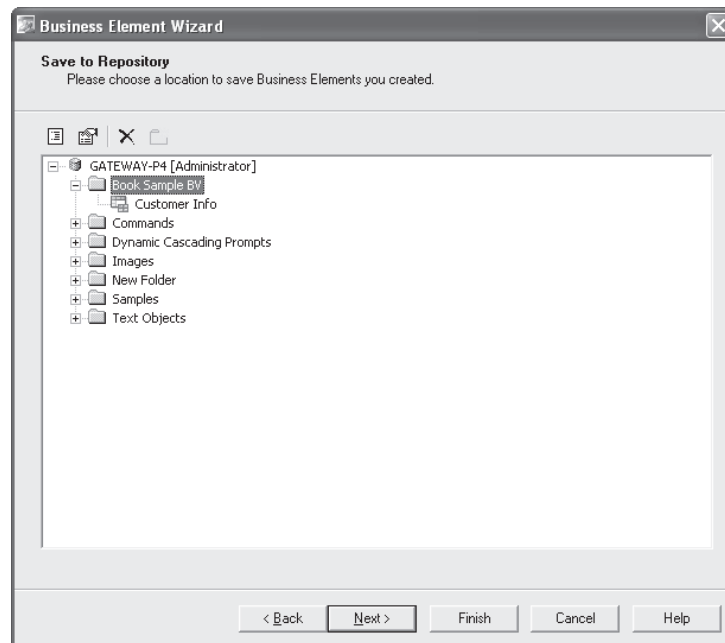 Business Element Wizard
Save to Repository
Please choose a location to save Business Elements you created.
GATEWAY-P4 [Administrator]
Book Sample BV
Customer Info
Commands
Dynamic Cascading Prompts
Images
New Folder
Samples
Text Objects
< Back Next > Finish Cancel Help